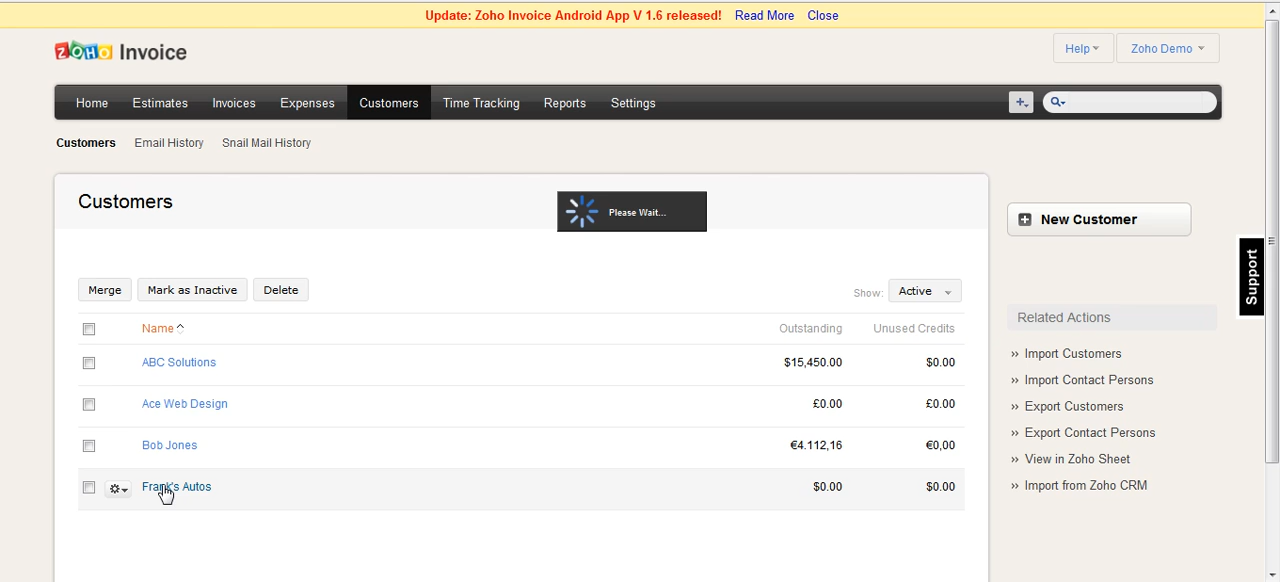 Update: Zoho Invoice Android App V 1.6 released! Read More Close
ZOHO Invoice
Help Zoho Demo
Home Estimates Invoices Expenses Customers Time Tracking Reports Settings
Customers Email History Snail Mail History
Customers
Please Wait...
New Customer
Support
Merge Mark as Inactive Delete Show: Active
Name Outstanding Unused Credits
ABC Solutions $15,450.00 $0.00
Ace Web Design £0.00 £0.00
Bob Jones €4.112,16 €0,00
Frank's Autos $0.00 $0.00
Related Actions
» Import Customers
» Import Contact Persons
» Export Customers
» Export Contact Persons
» View in Zoho Sheet
» Import from Zoho CRM